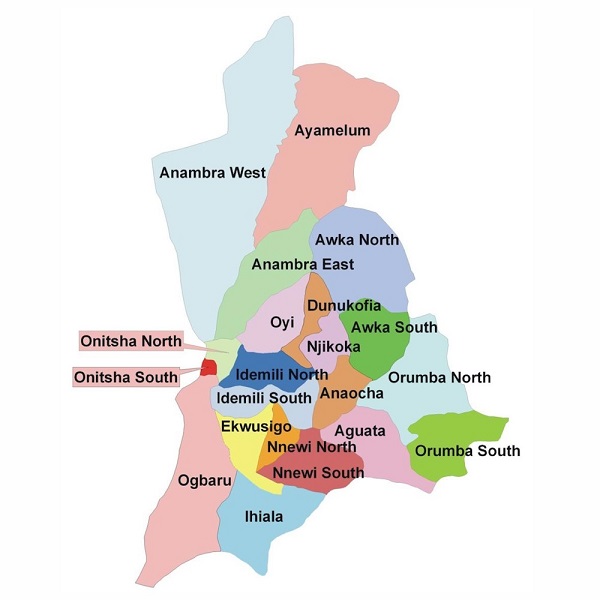 Ayamelum
Anambra West
Awka North
Anambra East
Dunukofia
Oyi
Awka South
Onitsha North
Njikoka
Onitsha South
Idemili North
Orumba North
Anaocha
Idemili South
Ekwusigo
Aguata
Nnewi North
Orumba South
Nnewi South
Ogbaru
Ihiala